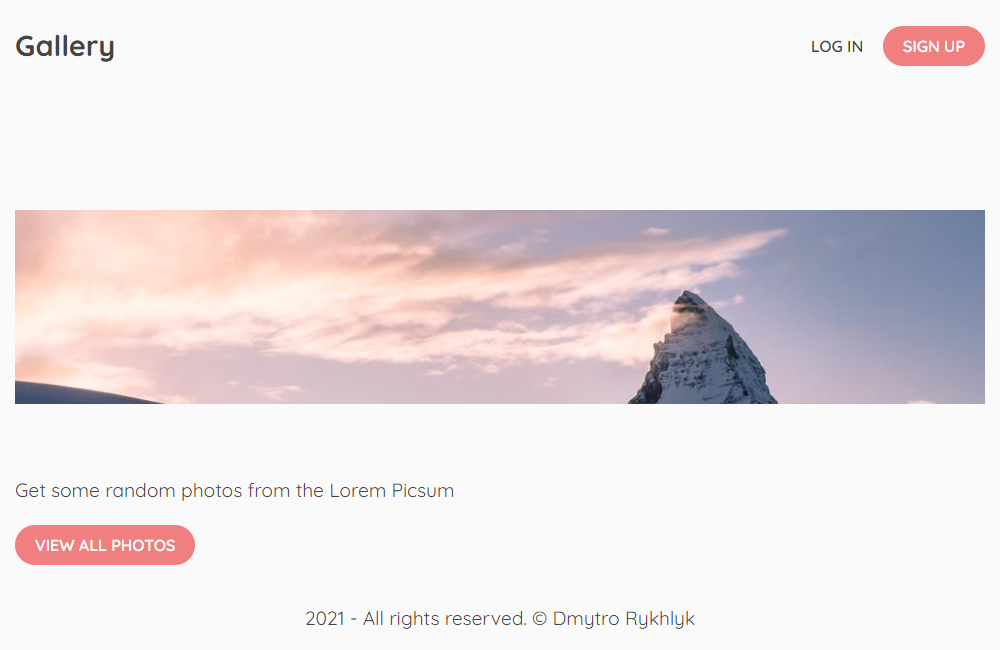 Gallery
LOG IN
SIGN UP
Get some random photos from the Lorem Picsum
VIEW ALL PHOTOS
2021 - All rights reserved. © Dmytro Rykhlyk